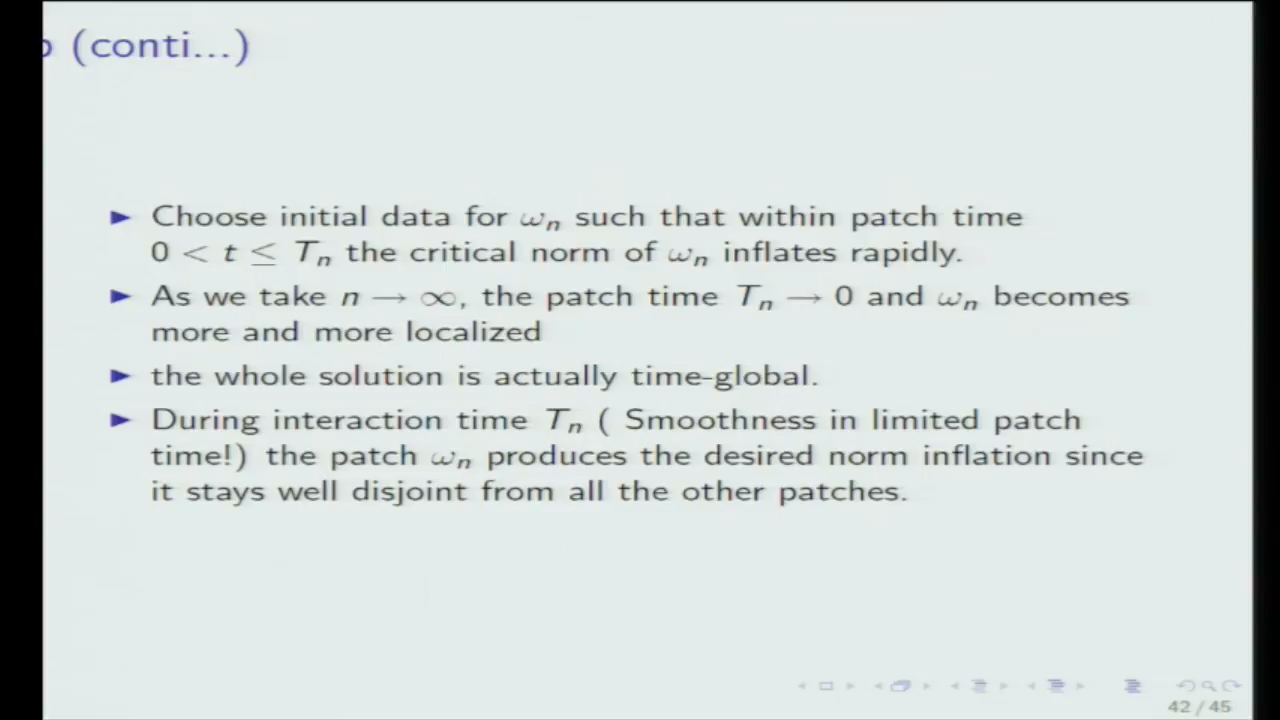 (conti...)
▶ Choose initial data for ωₙ such that within patch time
0 < t ≤ Tₙ the critical norm of ωₙ inflates rapidly.
▶ As we take n → ∞, the patch time Tₙ → 0 and ωₙ becomes
more and more localized
▶ the whole solution is actually time-global.
▶ During interaction time Tₙ ( Smoothness in limited patch
time!) the patch ωₙ produces the desired norm inflation since
it stays well disjoint from all the other patches.
42 / 45